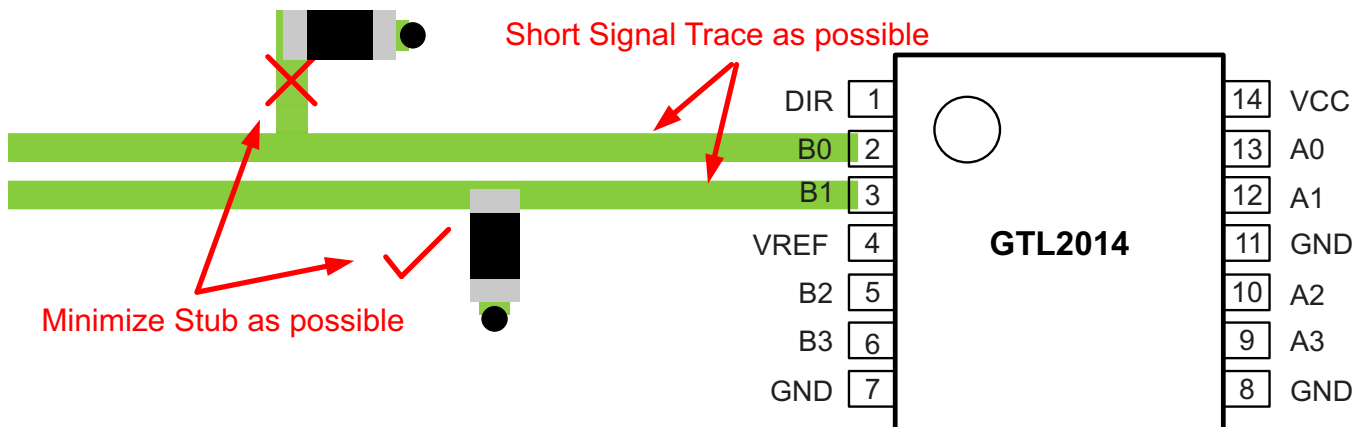 Short Signal Trace as possible
DIR 1
B0 2
B1 3
VREF 4
B2 5
B3 6
GND 7
GTL2014
14 VCC
13 A0
12 A1
11 GND
10 A2
9 A3
8 GND
Minimize Stub as possible